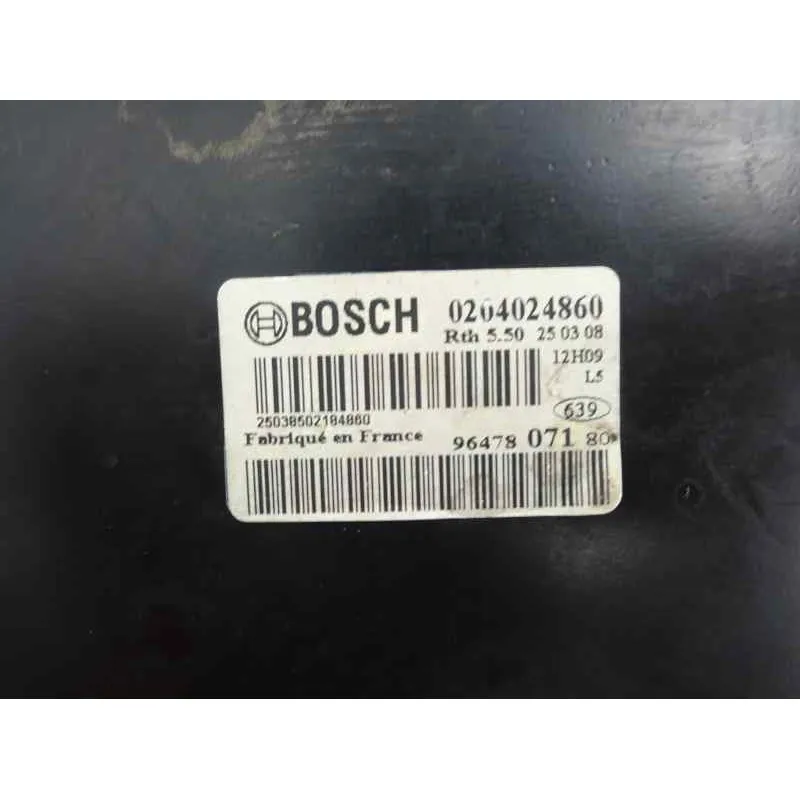 BOSCH 0204024860
Rth 5.50 25 03 08
12H09
L5
25038502184860
639
Fabriqué en France 96478 071 80